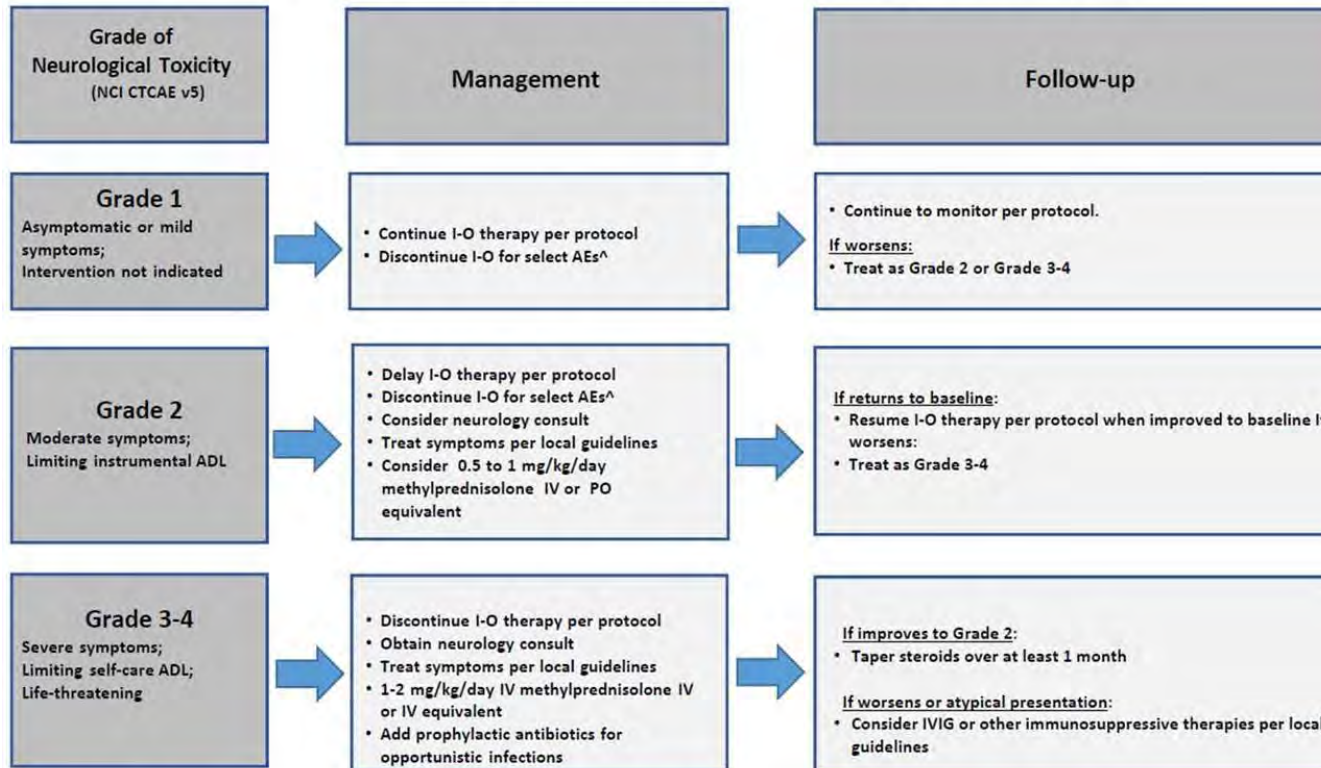 Grade of
Neurological Toxicity
(NCI CTCAE v5)
Management
Follow-up
Grade 1
Asymptomatic or mild
symptoms;
Intervention not indicated
• Continue I-O therapy per protocol
• Discontinue I-O for select AEs^
• Continue to monitor per protocol.
If worsens:
• Treat as Grade 2 or Grade 3-4
Grade 2
Moderate symptoms;
Limiting instrumental ADL
• Delay I-O therapy per protocol
• Discontinue I-O for select AEs^
• Consider neurology consult
• Treat symptoms per local guidelines
• Consider 0.5 to 1 mg/kg/day
methylprednisolone IV or PO
equivalent
If returns to baseline:
• Resume I-O therapy per protocol when improved to baseline
worsens:
• Treat as Grade 3-4
Grade 3-4
Severe symptoms;
Limiting self-care ADL;
Life-threatening
• Discontinue I-O therapy per protocol
• Obtain neurology consult
• Treat symptoms per local guidelines
• 1-2 mg/kg/day IV methylprednisolone IV
or IV equivalent
• Add prophylactic antibiotics for
opportunistic infections
If improves to Grade 2:
• Taper steroids over at least 1 month
If worsens or atypical presentation:
• Consider IVIG or other immunosuppressive therapies per local
guidelines